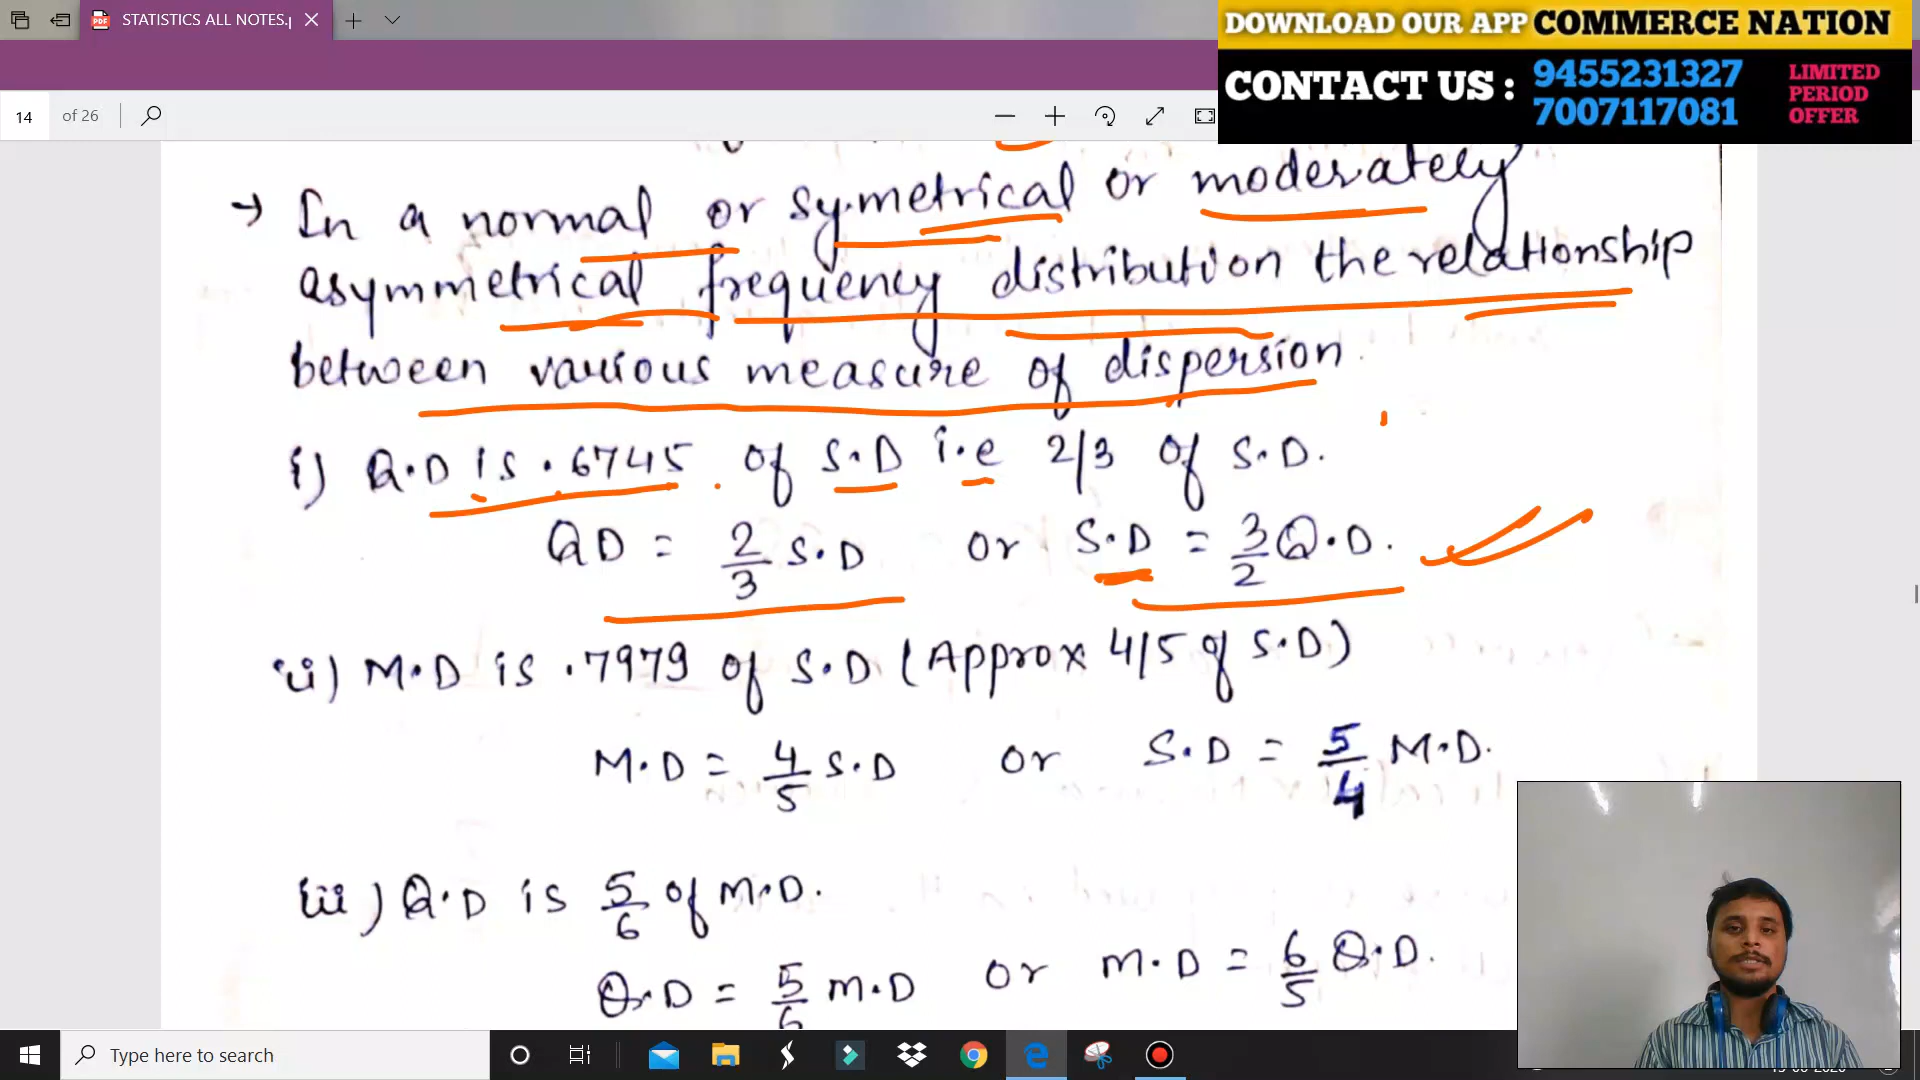 STATISTICS ALL NOTES.p
DOWNLOAD OUR APP COMMERCE NATION
CONTACT US : 9455231327
7007117081
LIMITED
PERIOD
OFFER
14 of 26
→ In a normal or symetrical or moderately
asymmetrical frequency distribution the relationship
between various measure of dispersion.
i) Q.D is .6745 of S.D i.e 2/3 of S.D.
QD = 2/3 S.D or S.D = 3/2 Q.D.
ii) M.D is .7979 of S.D (Approx 4/5 of S.D)
M.D = 4/5 S.D or S.D = 5/4 M.D.
iii) Q.D is 5/6 of M.D.
Q.D = 5/6 M.D or M.D = 6/5 Q.D.
Type here to search